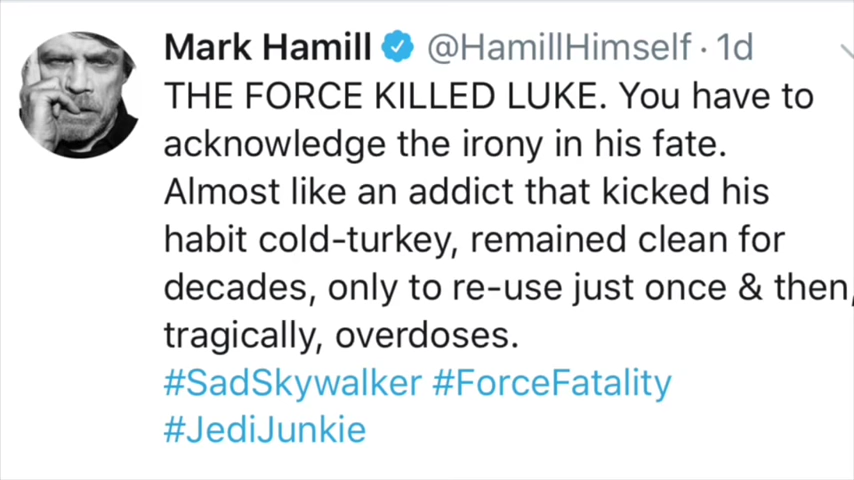 Mark Hamill @HamillHimself · 1d
THE FORCE KILLED LUKE. You have to
acknowledge the irony in his fate.
Almost like an addict that kicked his
habit cold-turkey, remained clean for
decades, only to re-use just once & then,
tragically, overdoses.
#SadSkywalker #ForceFatality
#JediJunkie